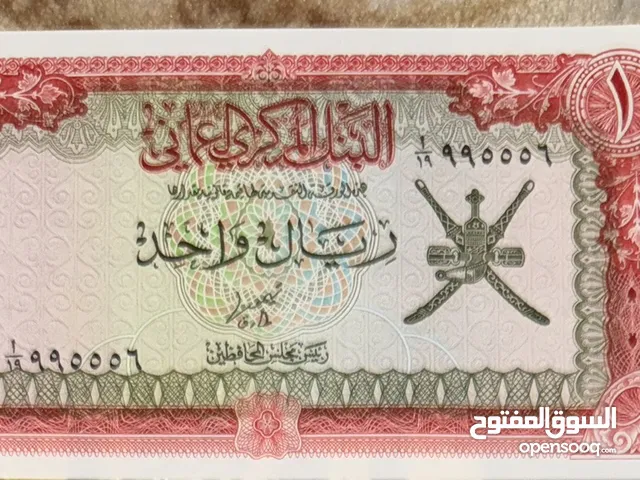 البنك المركزي العماني
١
١/١٩ ٩٩٥٥٥٦
ريال واحد
رئيس مجلس المحافظين
١/١٩ ٩٩٥٥٥٦
السوق المفتوح
opensooq.com